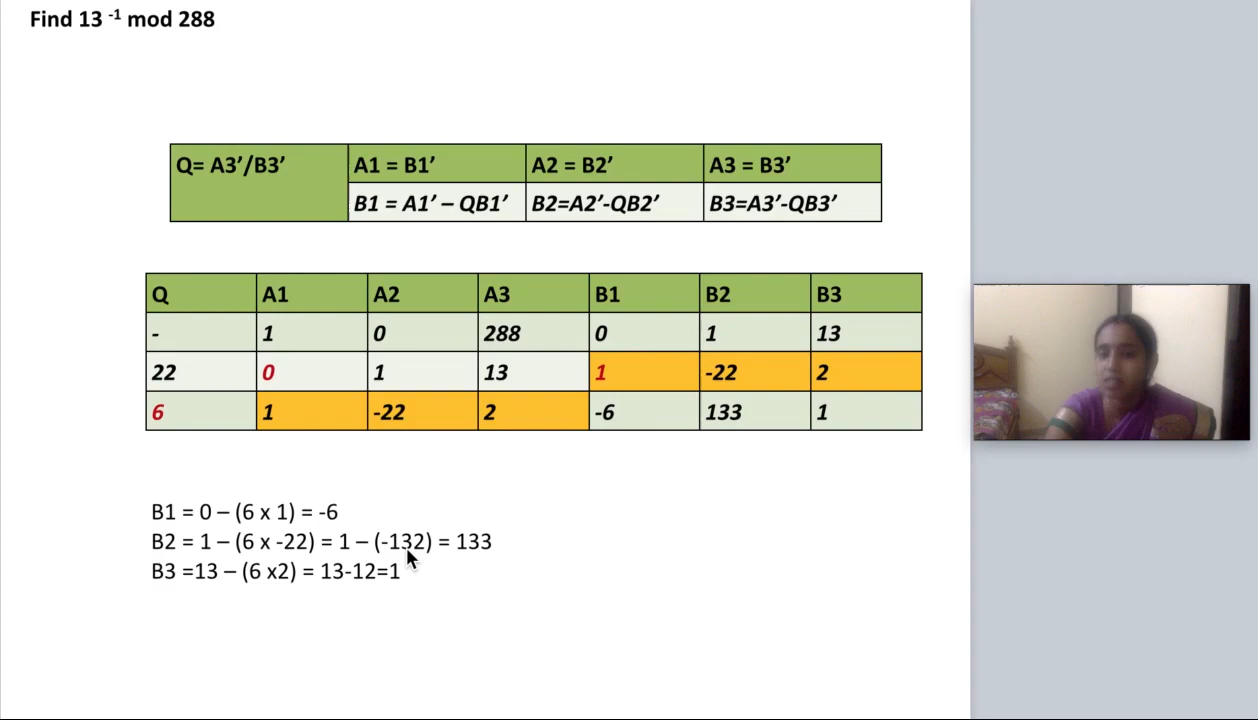 Find 13 -1 mod 288
Q= A3’/B3’ A1 = B1’ A2 = B2’ A3 = B3’
B1 = A1’ – QB1’ B2=A2’-QB2’ B3=A3’-QB3’
Q A1 A2 A3 B1 B2 B3
- 1 0 288 0 1 13
22 0 1 13 1 -22 2
6 1 -22 2 -6 133 1
B1 = 0 – (6 x 1) = -6
B2 = 1 – (6 x -22) = 1 – (-132) = 133
B3 =13 – (6 x2) = 13-12=1